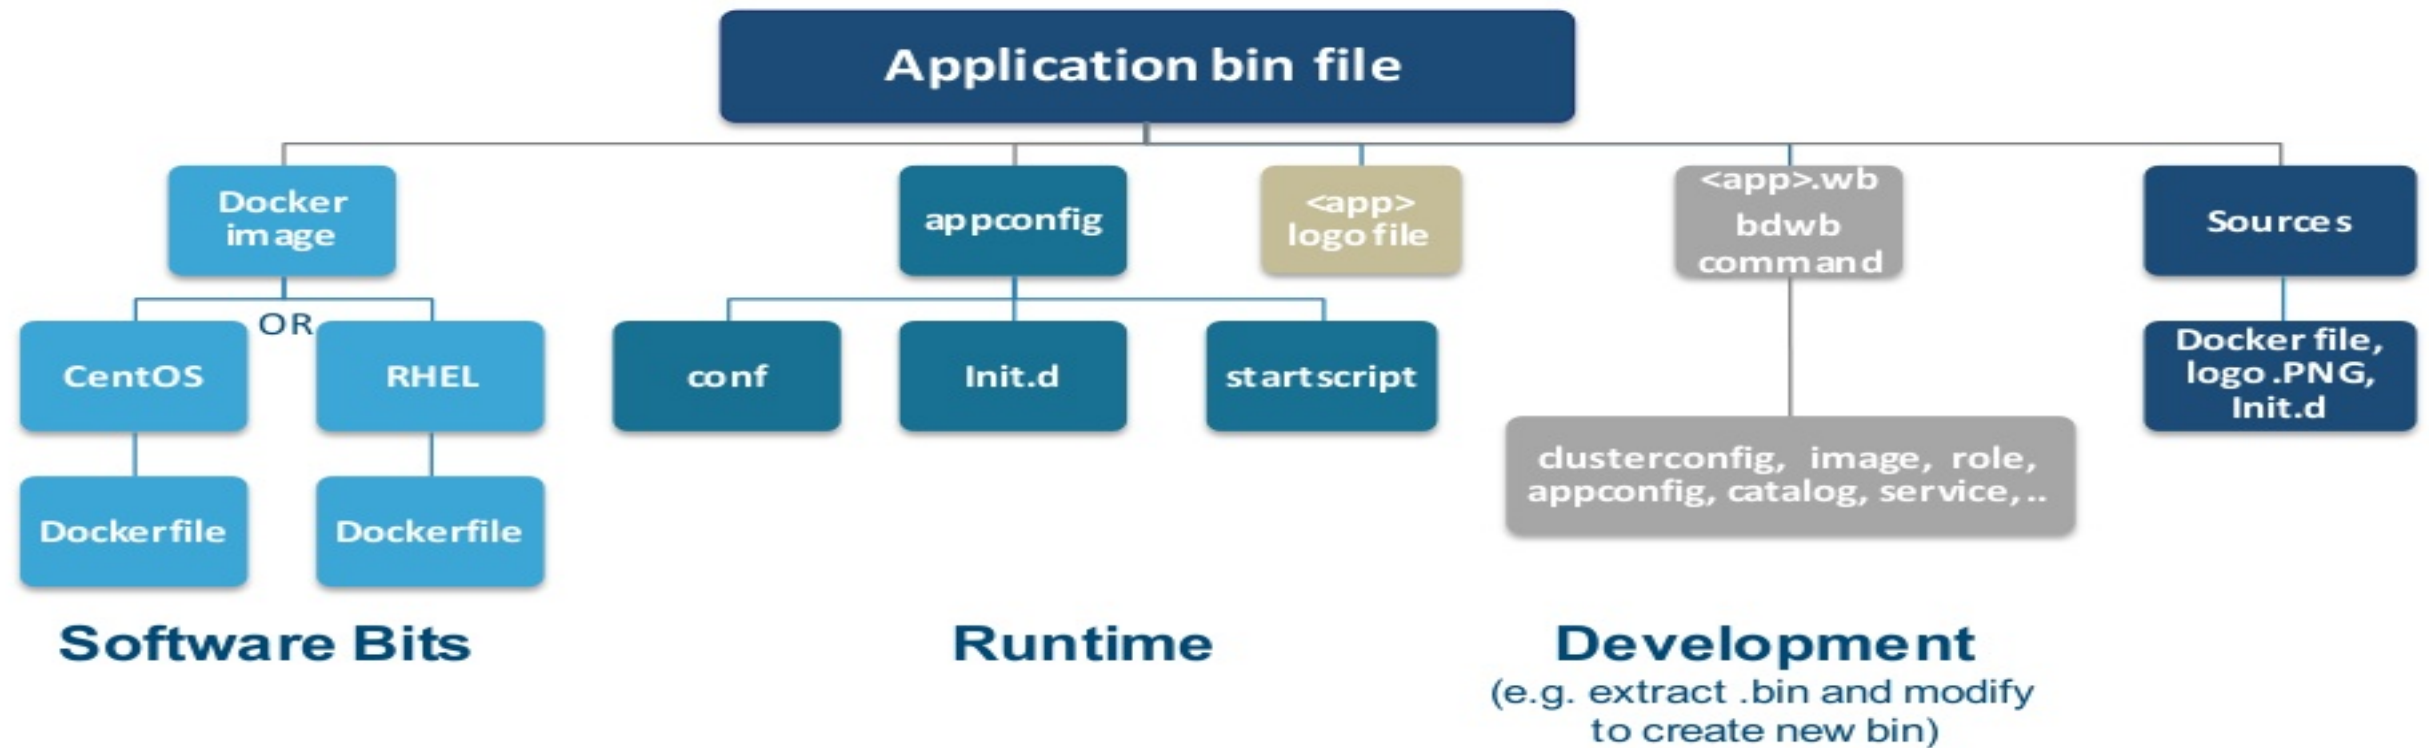 Application bin file
Docker
image
appconfig
<app>
logo file
<app>.wb
bdwb
command
Sources
OR
CentOS
RHEL
conf
Init.d
startscript
Docker file,
logo .PNG,
Init.d
clusterconfig, image, role,
appconfig, catalog, service, ..
Dockerfile
Dockerfile
Software Bits
Runtime
Development
(e.g. extract .bin and modify
to create new bin)